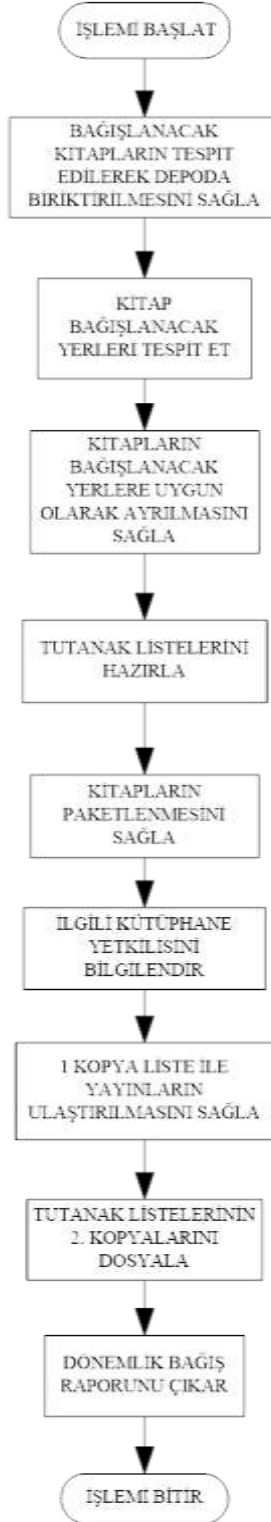 İŞLEMİ BAŞLAT
BAĞIŞLANACAK
KİTAPLARIN TESPİT
EDİLEREK DEPODA
BİRİKTİRİLMESİNİ SAĞLA
KİTAP
BAĞIŞLANACAK
YERLERİ TESPİT ET
KİTAPLARIN
BAĞIŞLANACAK
YERLERE UYGUN
OLARAK AYRILMASINI
SAĞLA
TUTANAK LİSTELERİNİ
HAZIRLA
KİTAPLARIN
PAKETLENMESİNİ
SAĞLA
İLGİLİ KÜTÜPHANE
YETKİLİSİNİ
BİLGİLENDİR
1 KOPYA LİSTE İLE
YAYINLARIN
ULAŞTIRILMASINI SAĞLA
TUTANAK LİSTELERİNİN
2. KOPYALARINI
DOSYALA
DÖNEMLİK BAĞIŞ
RAPORUNU ÇIKAR
İŞLEMİ BİTİR